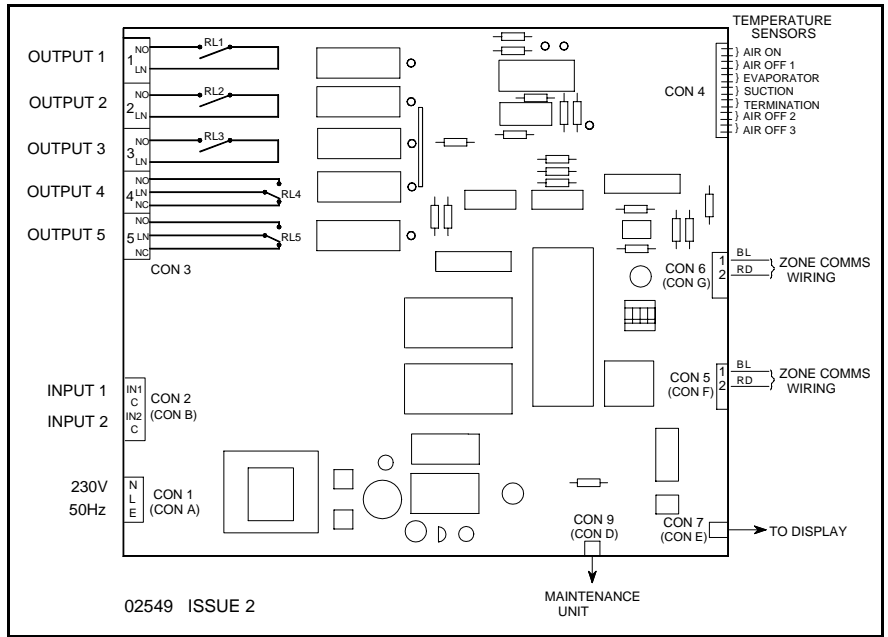 TEMPERATURE
SENSORS
OUTPUT 1
1
NO
LN
RL1
OUTPUT 2
2
NO
LN
RL2
OUTPUT 3
3
NO
LN
RL3
OUTPUT 4
4
NO
LN
NC
RL4
OUTPUT 5
5
NO
LN
NC
RL5
CON 3
CON 4
} AIR ON
} AIR OFF 1
} EVAPORATOR
} SUCTION
} TERMINATION
} AIR OFF 2
} AIR OFF 3
CON 6
(CON G)
1
2
BL
RD
ZONE COMMS
WIRING
CON 5
(CON F)
1
2
BL
RD
ZONE COMMS
WIRING
INPUT 1
INPUT 2
IN1
C
IN2
C
CON 2
(CON B)
230V
50Hz
N
L
E
CON 1
(CON A)
CON 9
(CON D)
CON 7
(CON E)
TO DISPLAY
MAINTENANCE
UNIT
02549 ISSUE 2